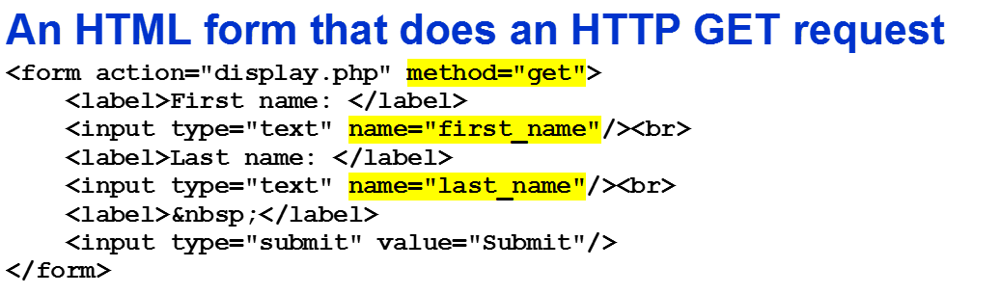 An HTML form that does an HTTP GET request
<form action="display.php" method="get">
    <label>First name: </label>
    <input type="text" name="first_name"/><br>
    <label>Last name: </label>
    <input type="text" name="last_name"/><br>
    <label>&nbsp;</label>
    <input type="submit" value="Submit"/>
</form>